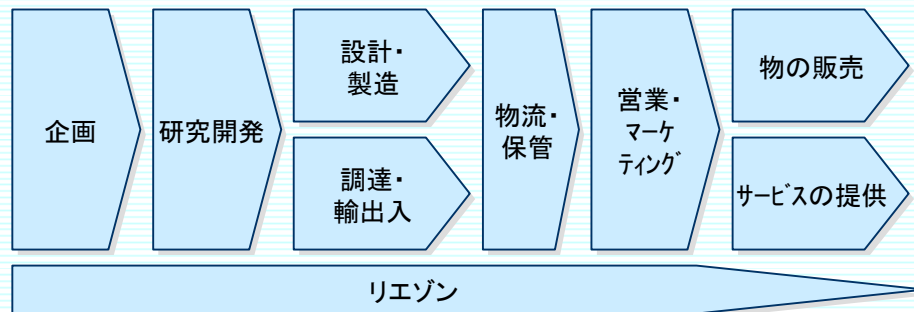 企画
研究開発
設計・
製造
調達・
輸出入
物流・
保管
営業・
ﾏｰｹ
ﾃｨﾝｸﾞ
物の販売
ｻｰﾋﾞｽの提供
リエゾン